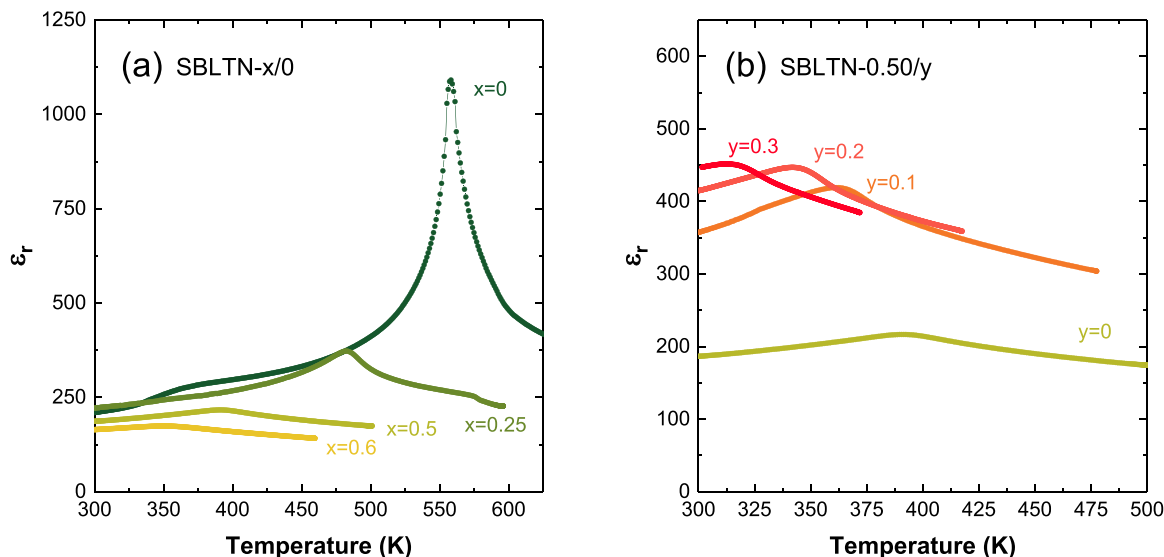 (a) SBLTN-x/0
1250
1000
750
500
250
0
εr
x=0
x=0.25
x=0.5
x=0.6
300 350 400 450 500 550 600
Temperature (K)
(b) SBLTN-0.50/y
600
500
400
300
200
100
0
εr
y=0.3
y=0.2
y=0.1
y=0
300 325 350 375 400 425 450 475 500
Temperature (K)